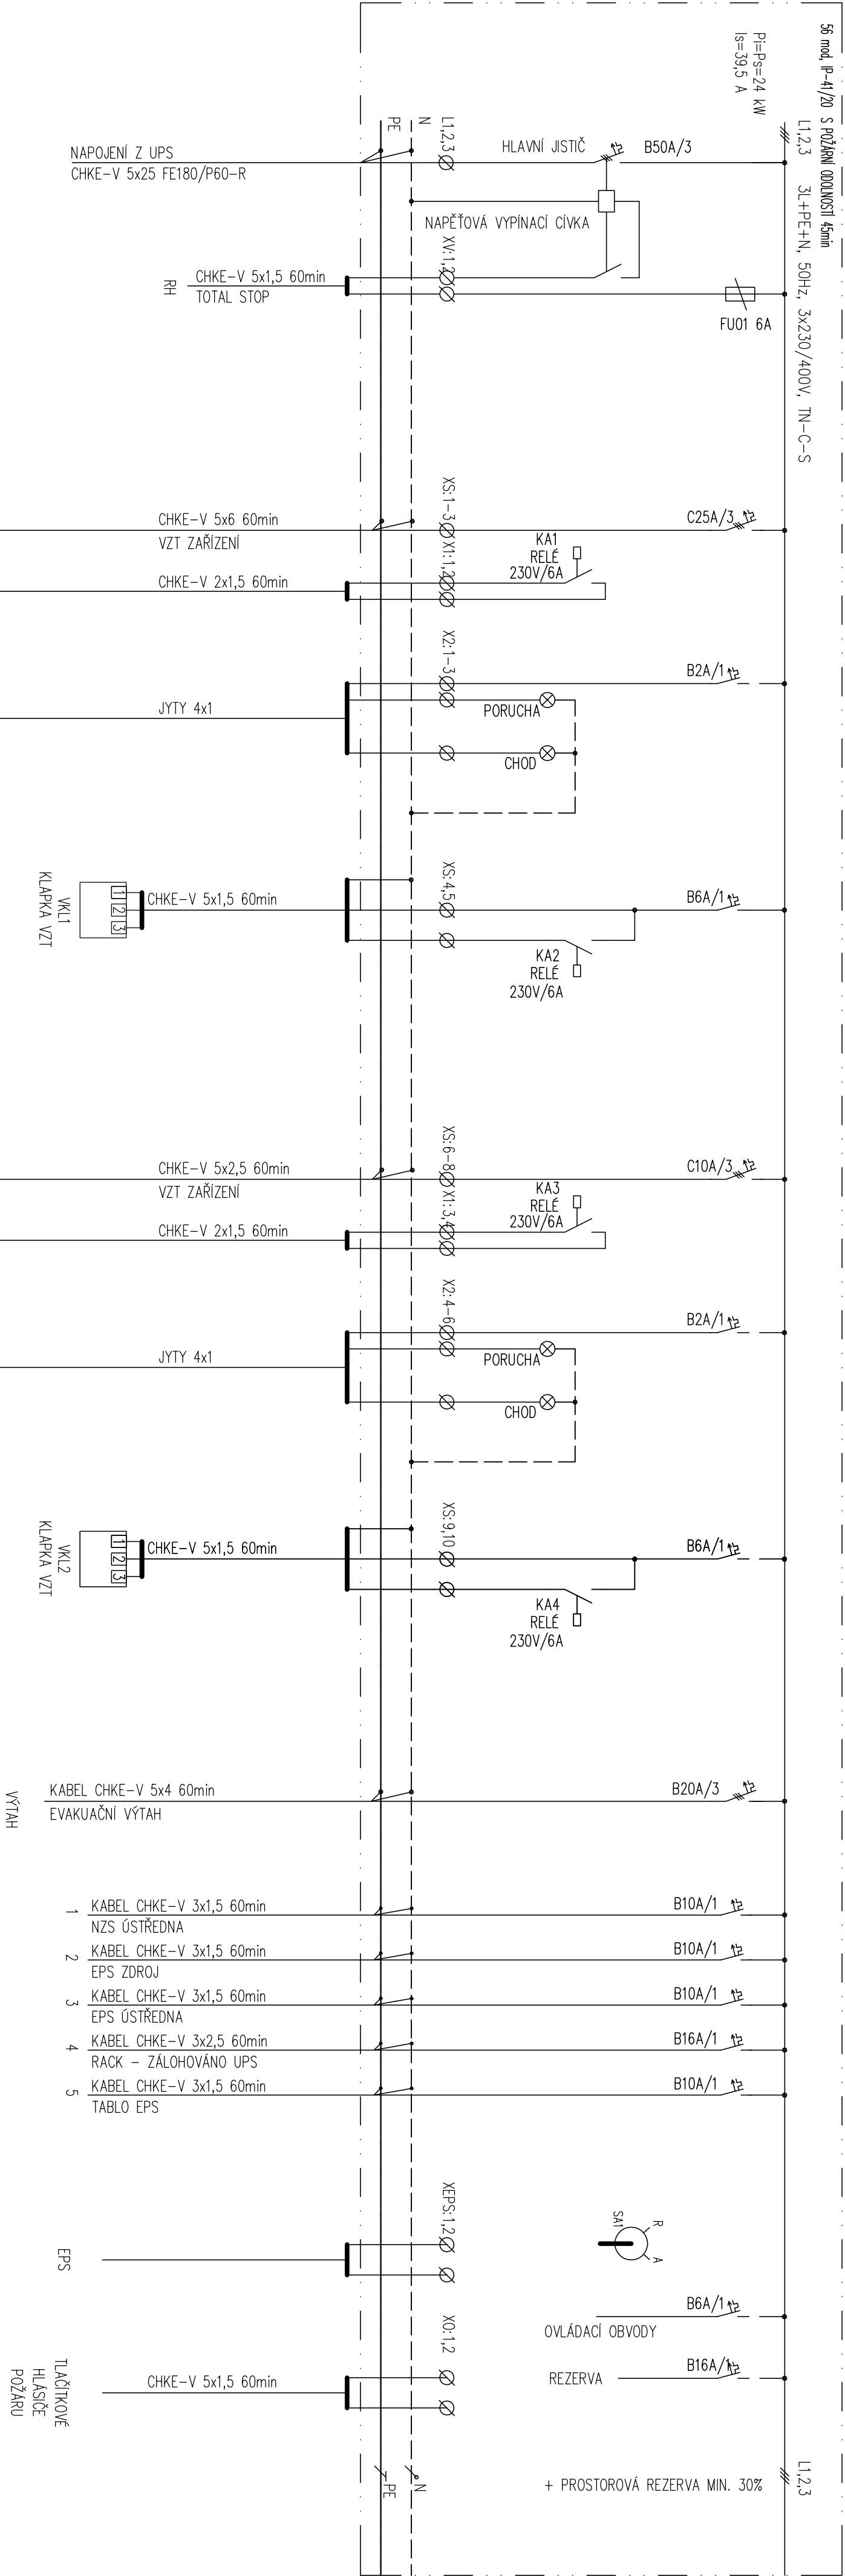 56 mod, IP-41/20 S POŽÁRNÍ ODOLNOSTÍ 45min
Pi=Ps=24 kW
Is=39,5 A
L1,2,3
3L+PE+N, 50Hz, 3x230/400V, TN-C-S
L1,2,3
N
PE
HLAVNÍ JISTIČ
B50A/3
NAPOJENÍ Z UPS
CHKE-V 5x25 FE180/P60-R
NAPĚŤOVÁ VYPÍNACÍ CÍVKA
XV:1,2
CHKE-V 5x1,5 60min
TOTAL STOP
RH
FU01 6A
XS:1-3
C25A/3
CHKE-V 5x6 60min
VZT ZAŘÍZENÍ
KA1
RELÉ
230V/6A
X1:1,2
CHKE-V 2x1,5 60min
X2:1-3
B2A/1
JYTY 4x1
PORUCHA
CHOD
XS:4,5
B6A/1
CHKE-V 5x1,5 60min
1
2
3
VKL1
KLAPKA VZT
KA2
RELÉ
230V/6A
XS:6-8
C10A/3
CHKE-V 5x2,5 60min
VZT ZAŘÍZENÍ
KA3
RELÉ
230V/6A
X1:3,4
CHKE-V 2x1,5 60min
X2:4-6
B2A/1
JYTY 4x1
PORUCHA
CHOD
XS:9,10
B6A/1
CHKE-V 5x1,5 60min
1
2
3
VKL2
KLAPKA VZT
KA4
RELÉ
230V/6A
B20A/3
KABEL CHKE-V 5x4 60min
EVAKUAČNÍ VÝTAH
VÝTAH
B10A/1
1
KABEL CHKE-V 3x1,5 60min
NZS ÚSTŘEDNA
B10A/1
2
KABEL CHKE-V 3x1,5 60min
EPS ZDROJ
B10A/1
3
KABEL CHKE-V 3x1,5 60min
EPS ÚSTŘEDNA
B16A/1
4
KABEL CHKE-V 3x2,5 60min
RACK - ZÁLOHOVÁNO UPS
B10A/1
5
KABEL CHKE-V 3x1,5 60min
TABLO EPS
XEPS:1,2
EPS
SA1
R
A
B6A/1
OVLÁDACÍ OBVODY
XO:1,2
B16A/1
REZERVA
CHKE-V 5x1,5 60min
TLAČÍTKOVÉ
HLÁSIČE
POŽÁRU
L1,2,3
N
PE
+ PROSTOROVÁ REZERVA MIN. 30%